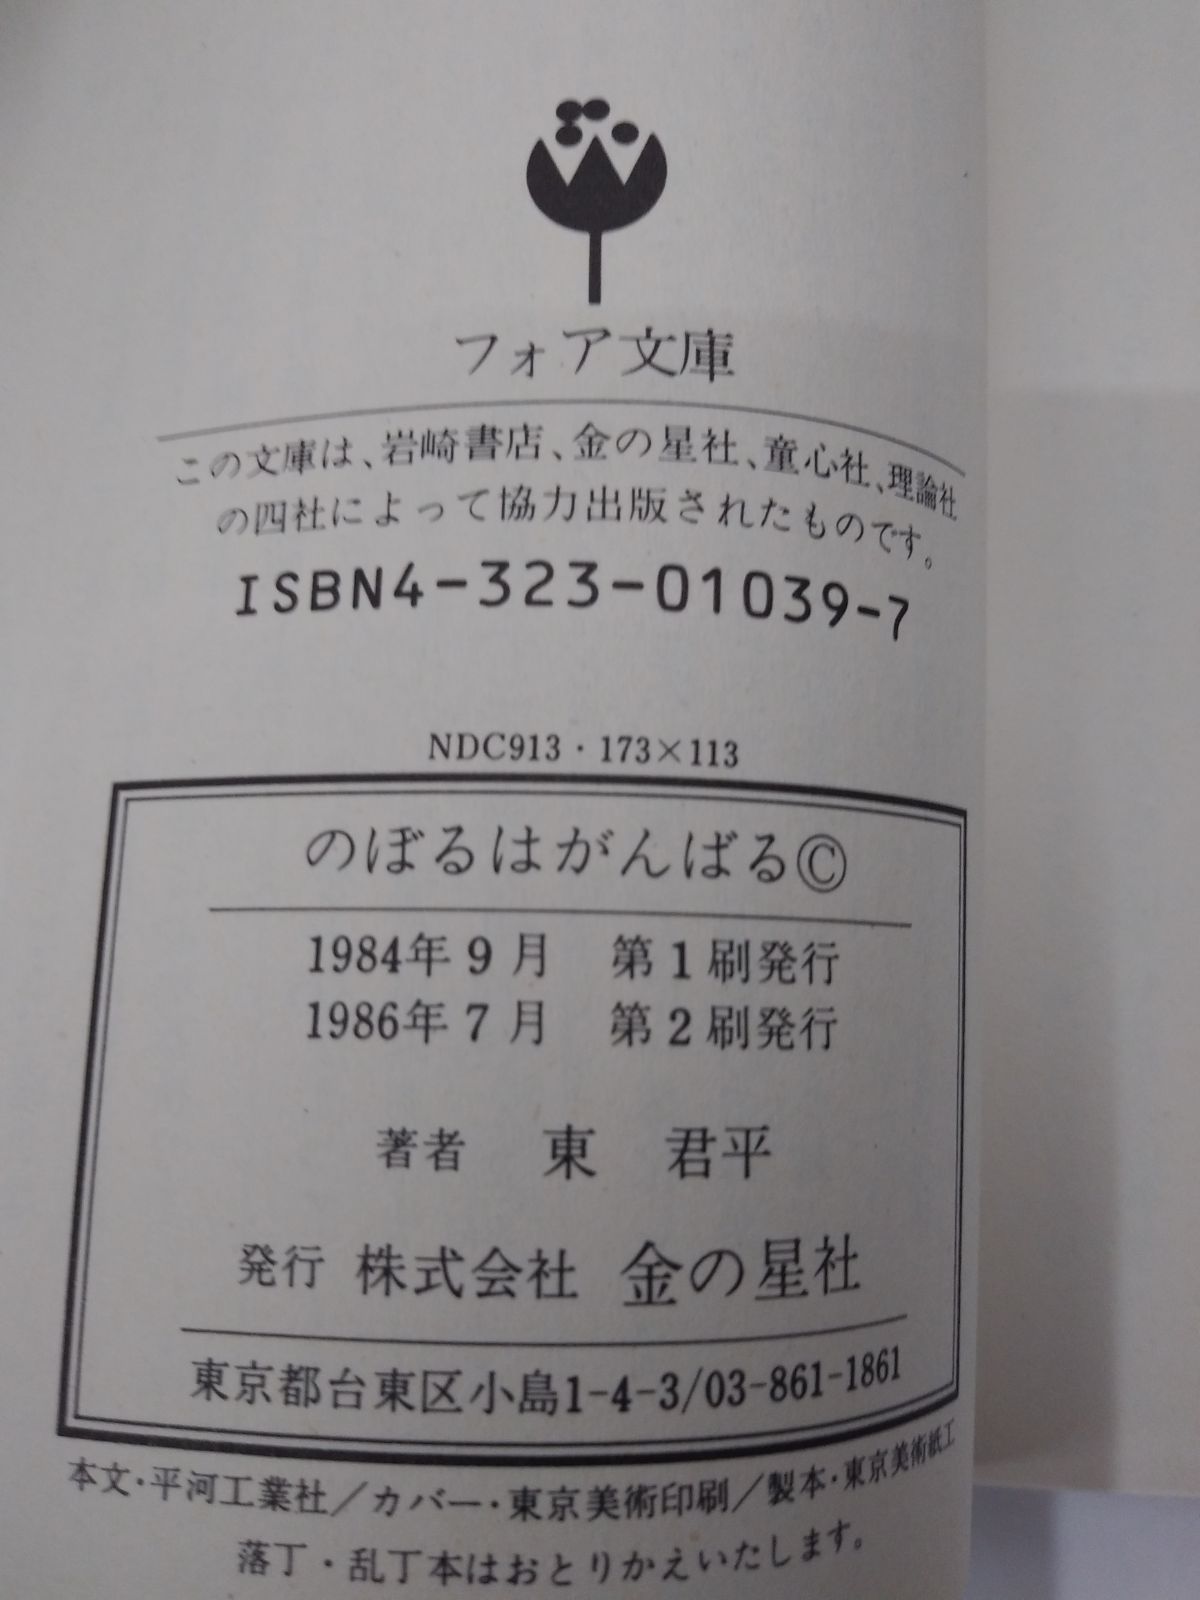 フォア文庫
この文庫は、岩崎書店、金の星社、童心社、理論社
の四社によって協力出版されたものです。
ISBN4-323-01039-7
NDC913・173×113
のぼるはがんばる©
1984年9月 第1刷発行
1986年7月 第2刷発行
著者 東 君平
発行 株式会社 金の星社
東京都台東区小島1-4-3/03-861-1861
本文・平河工業社/カバー・東京美術印刷/製本・東京美術紙工
落丁・乱丁本はおとりかえいたします。